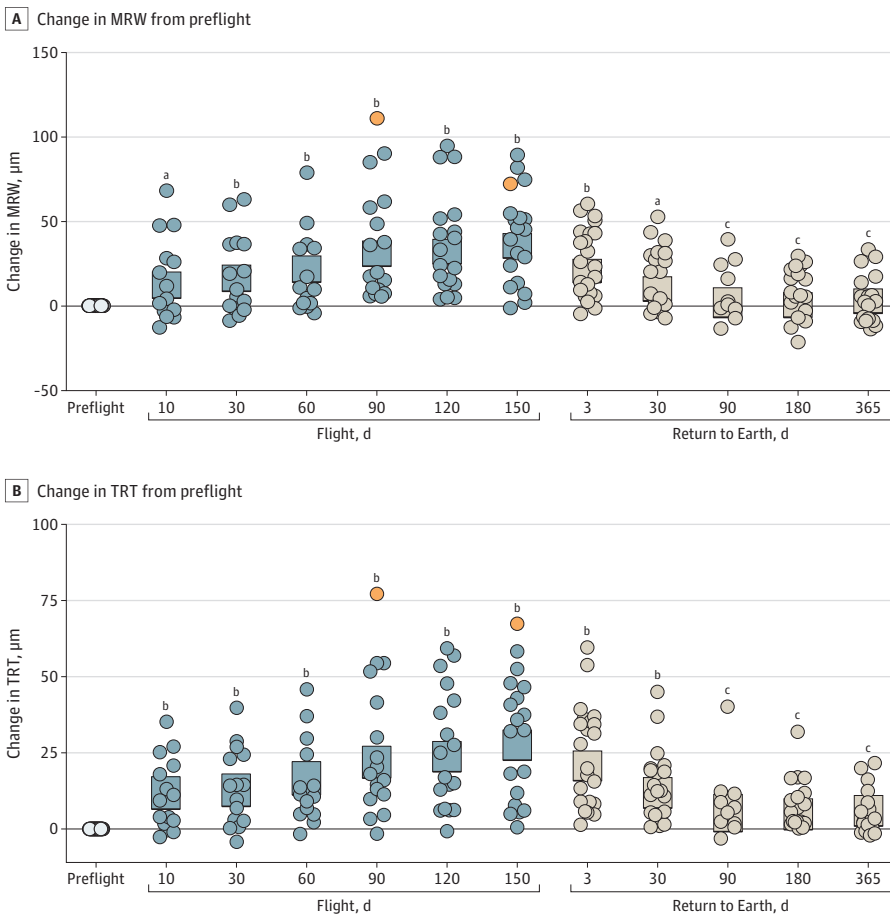 A Change in MRW from preflight
150
100
50
0
-50
Change in MRW, µm
a b b b b b b a c c c
Preflight 10 30 60 90 120 150 3 30 90 180 365
Flight, d Return to Earth, d
B Change in TRT from preflight
100
75
50
25
0
Change in TRT, µm
b b b b b b b b c c c
Preflight 10 30 60 90 120 150 3 30 90 180 365
Flight, d Return to Earth, d